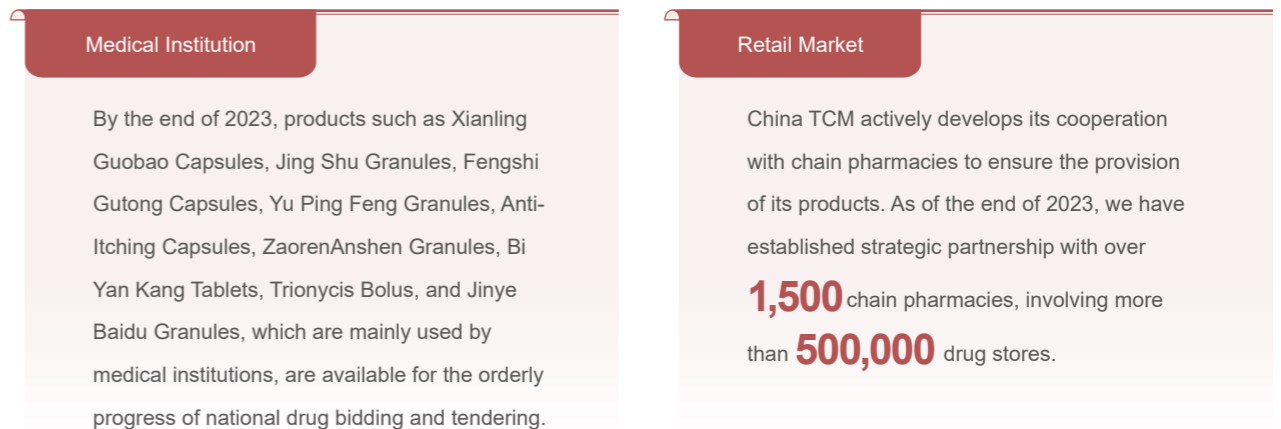 Medical Institution
By the end of 2023, products such as Xianling
Guobao Capsules, Jing Shu Granules, Fengshi
Gutong Capsules, Yu Ping Feng Granules, Anti-
Itching Capsules, ZaorenAnshen Granules, Bi
Yan Kang Tablets, Trionycis Bolus, and Jinye
Baidu Granules, which are mainly used by
medical institutions, are available for the orderly
progress of national drug bidding and tendering.
Retail Market
China TCM actively develops its cooperation
with chain pharmacies to ensure the provision
of its products. As of the end of 2023, we have
established strategic partnership with over
1,500 chain pharmacies, involving more
than 500,000 drug stores.